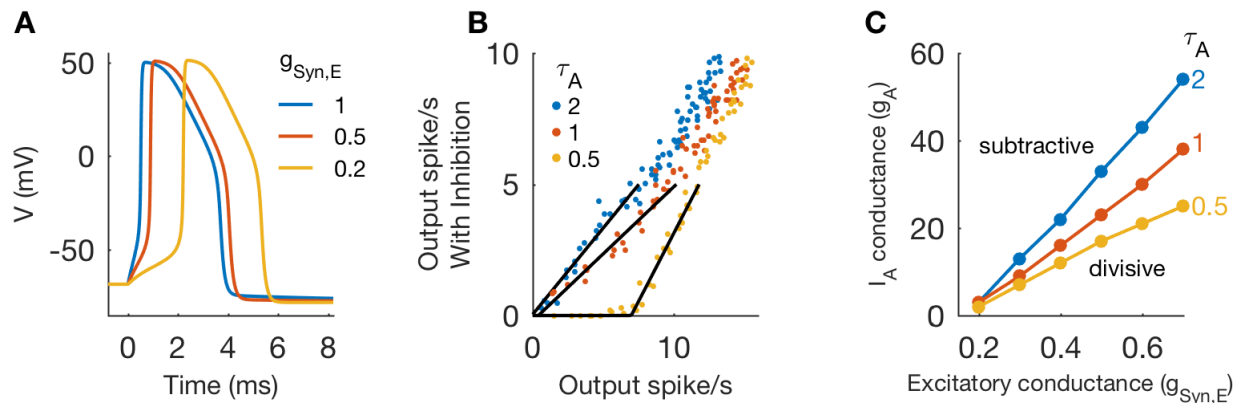 A
g_Syn,E
1
0.5
0.2
50
0
-50
V (mV)
0 2 4 6 8
Time (ms)
B
τ_A
2
1
0.5
10
5
0
Output spike/s
With Inhibition
0 10
Output spike/s
C
τ_A
2
1
0.5
subtractive
divisive
60
40
20
0
I_A conductance (g_A)
0.2 0.4 0.6
Excitatory conductance (g_Syn,E)